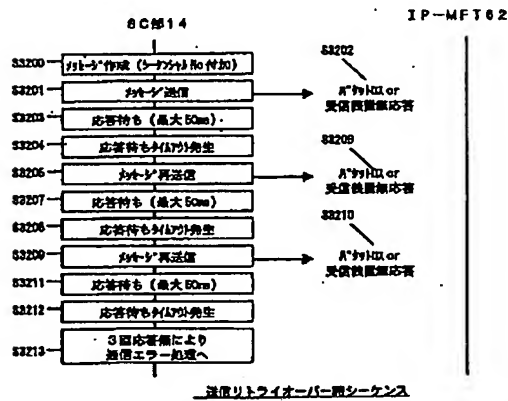 SC部14
IP-MFT62
S3200 メッセージ作成(シーケンシャルNo付加)
S3201 メッセージ送信
S3202
パケットロス or
受信装置無応答
S3203 応答待ち(最大50ms)
S3204 応答待ちタイムアウト発生
S3205 メッセージ再送信
S3209
パケットロス or
受信装置無応答
S3207 応答待ち(最大50ms)
S3208 応答待ちタイムアウト発生
S3209 メッセージ再送信
S3210
パケットロス or
受信装置無応答
S3211 応答待ち(最大50ms)
S3212 応答待ちタイムアウト発生
S3213 3回応答無により
送信エラー処理へ
送信リトライオーバー時シーケンス